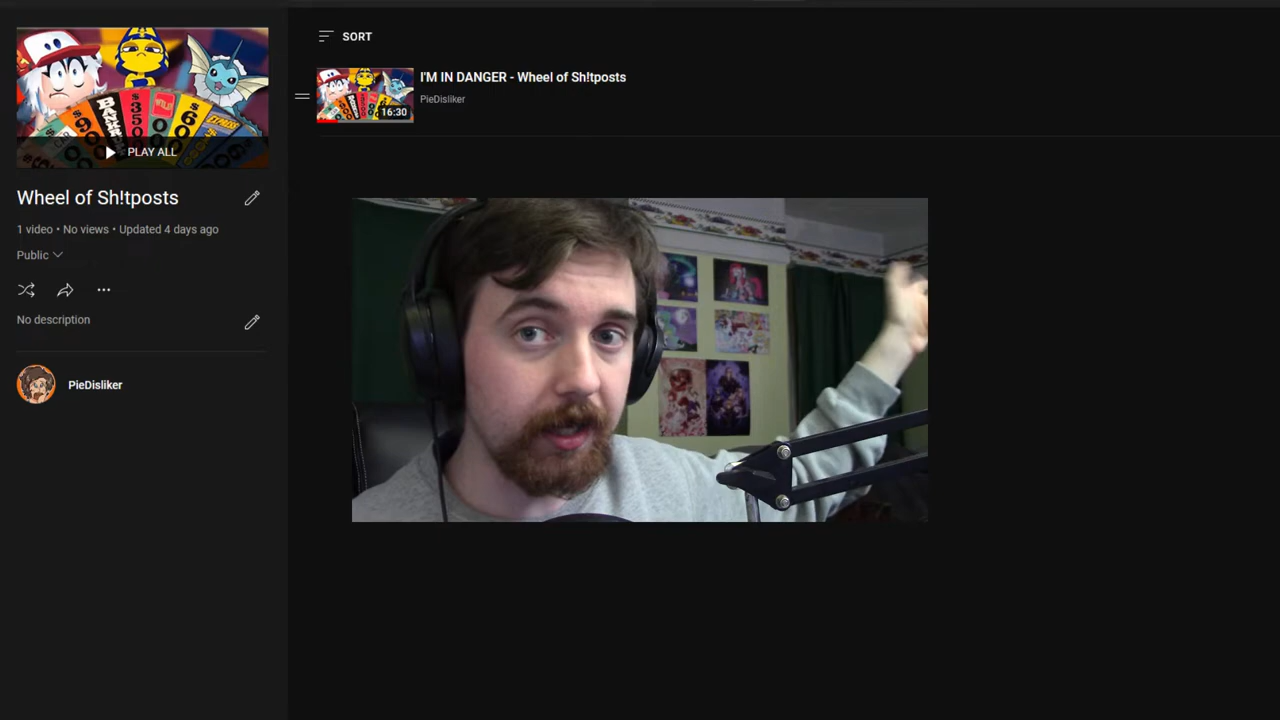 PLAY ALL
Wheel of Sh!tposts
1 video • No views • Updated 4 days ago
Public
No description
PieDisliker
SORT
I'M IN DANGER - Wheel of Sh!tposts
PieDisliker
16:30